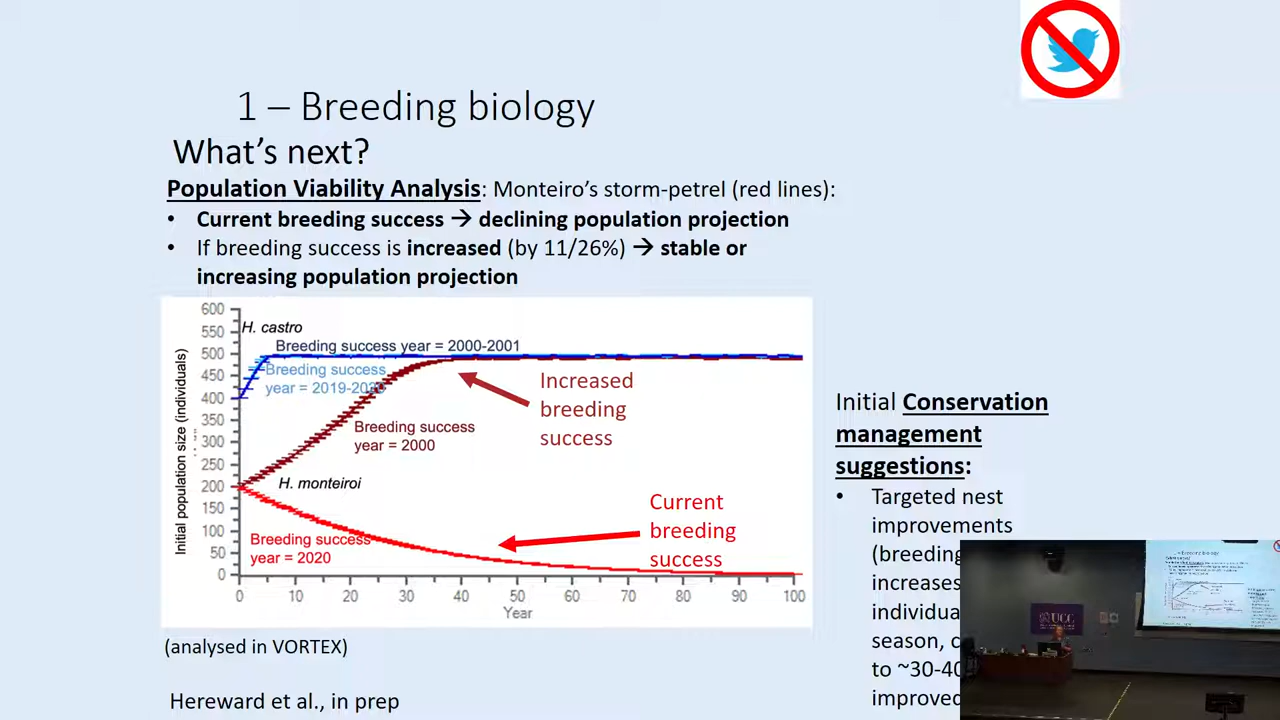 1 – Breeding biology
What's next?
Population Viability Analysis: Monteiro's storm-petrel (red lines):
• Current breeding success → declining population projection
• If breeding success is increased (by 11/26%) → stable or
increasing population projection
600
550
500
450
400
350
300
250
200
150
100
50
0
Initial population size (individuals)
H. castro
Breeding success year = 2000-2001
Breeding success
year = 2019-2020
Increased
breeding
success
Breeding success
year = 2000
H. monteiroi
Current
breeding
success
Breeding success
year = 2020
0 10 20 30 40 50 60 70 80 90 100
Year
(analysed in VORTEX)
Hereward et al., in prep
Initial Conservation
management
suggestions:
• Targeted nest
improvements
(breeding
increases
individua
season, c
to ~30-40
improved
UCC
1 – Breeding biology